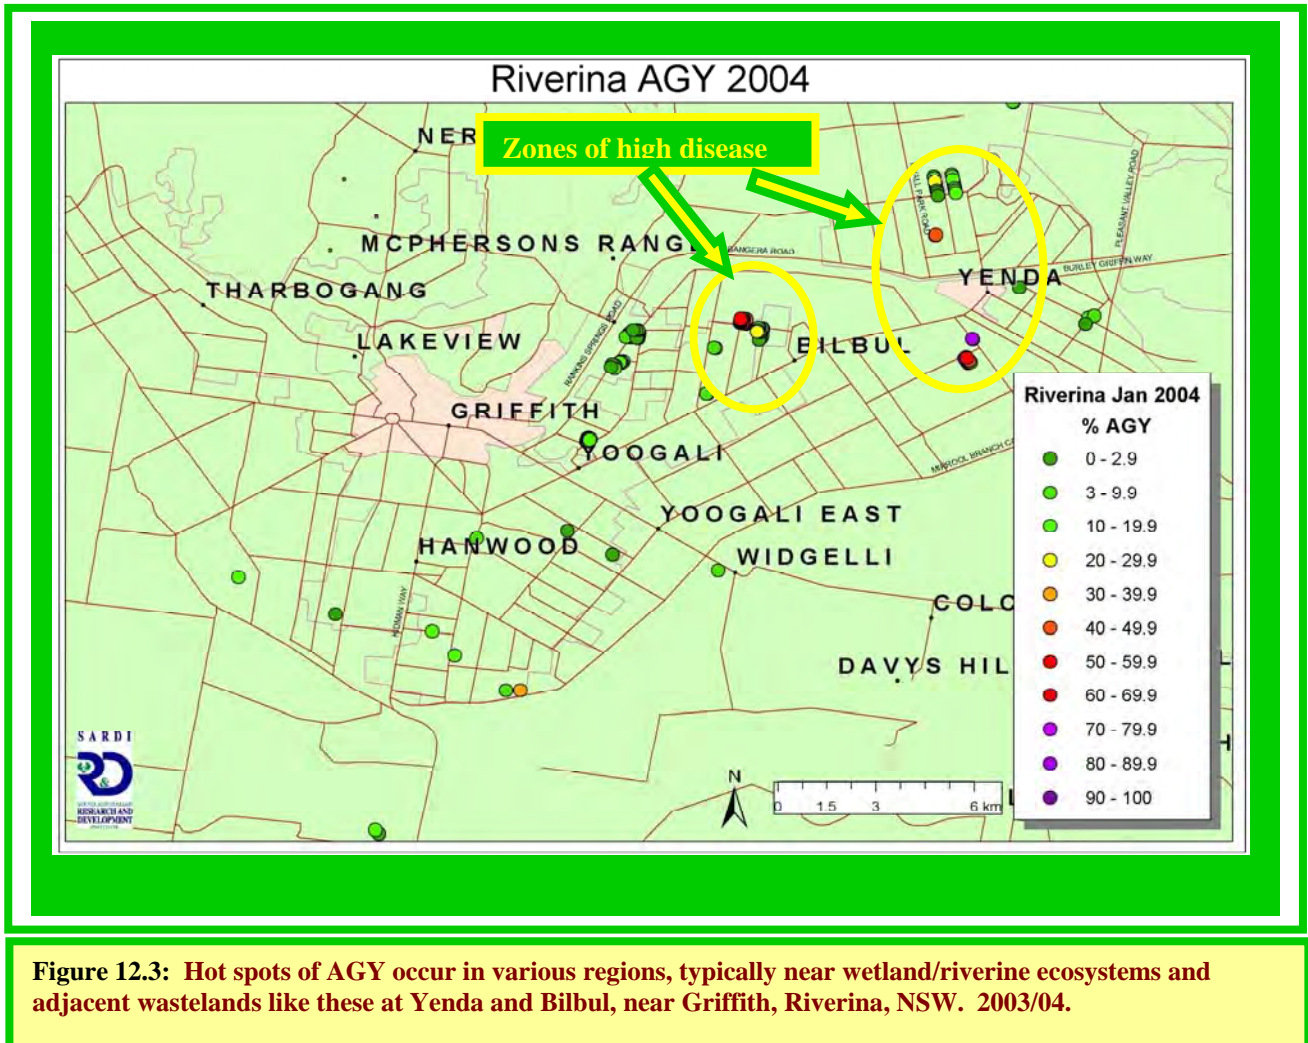 Riverina AGY 2004
NER
Zones of high disease
MCPHERSONS RANGE
THARBOGANG
LAKEVIEW
GRIFFITH
YOOGALI
YENDA
BILBUL
BURLEY GRIFFIN WAY
PLEASANT VALLEY ROAD
RANKINS SPRINGS ROAD
MIRROOL BRANCH
YOOGALI EAST
HANWOOD
WIDGELLI
COLC
DAVYS HIL
Riverina Jan 2004
% AGY
0 - 2.9
3 - 9.9
10 - 19.9
20 - 29.9
30 - 39.9
40 - 49.9
50 - 59.9
60 - 69.9
70 - 79.9
80 - 89.9
90 - 100
SARDI
R&D
RESEARCH AND
DEVELOPMENT
N
0 1.5 3 6 km
Figure 12.3: Hot spots of AGY occur in various regions, typically near wetland/riverine ecosystems and
adjacent wastelands like these at Yenda and Bilbul, near Griffith, Riverina, NSW. 2003/04.